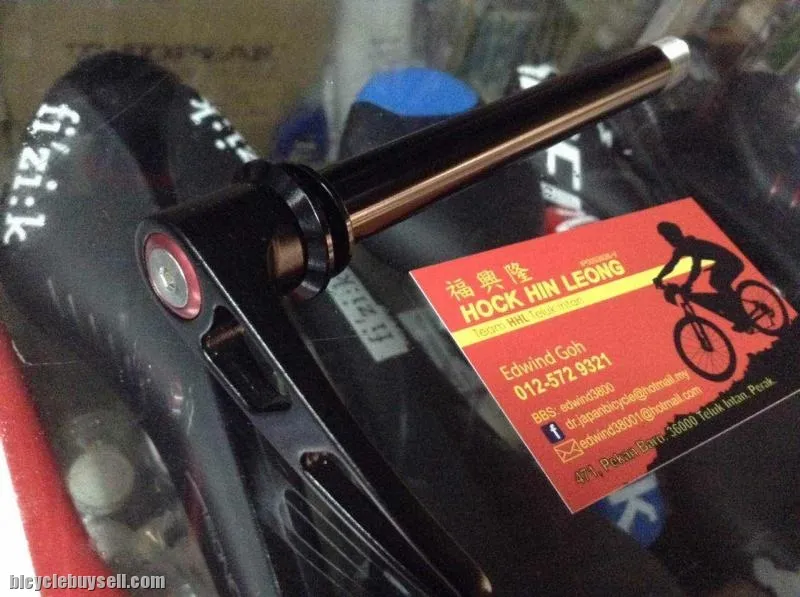 fi'zi:k
福興隆
HOCK HIN LEONG
Team HHL Teluk Intan
Edwind Goh
012-572 9321
BBS: edwind3800
dr.japanbicycle@hotmail.my
edwind38001@hotmail.com
471, Pekan Baru, 36000 Teluk Intan, Perak.
fi'zi:k
bicyclebuysell.com